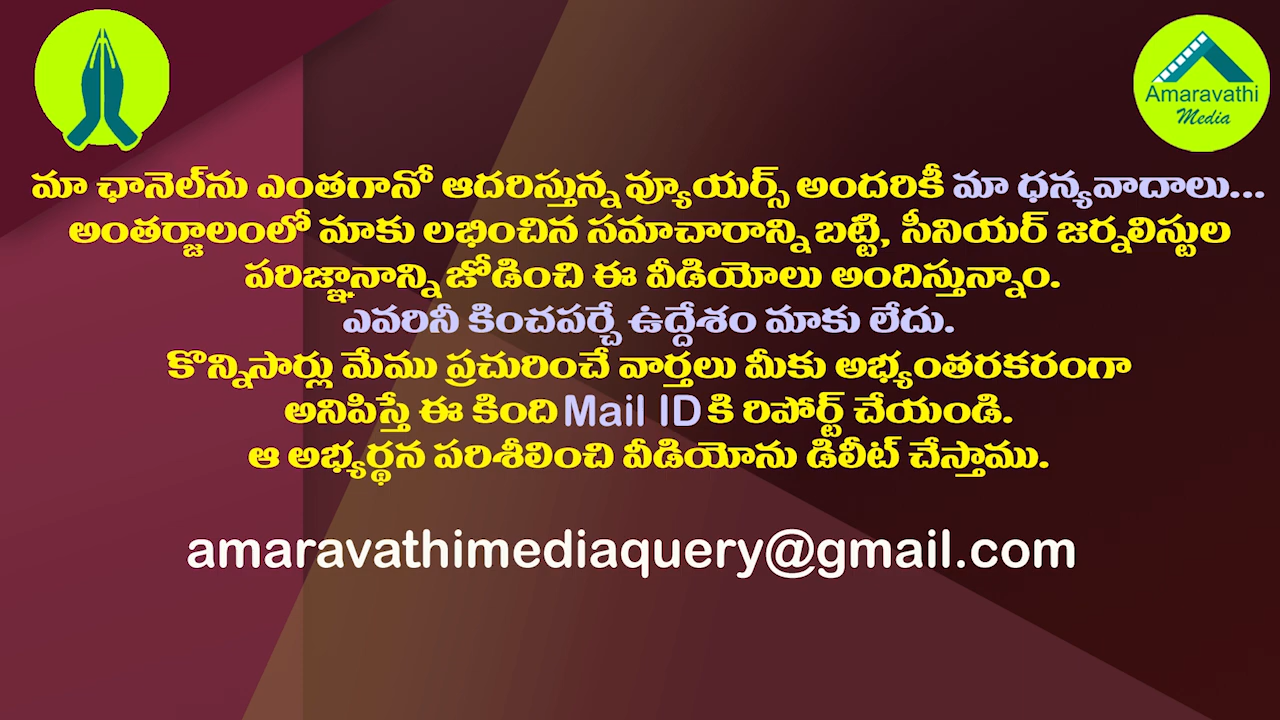 Amaravathi
Media
మా ఛానెల్‌ను ఎంతగానో ఆదరిస్తున్న వ్యూయర్స్ అందరికీ మా ధన్యవాదాలు...
అంతర్జాలంలో మాకు లభించిన సమాచారాన్ని బట్టి, సీనియర్ జర్నలిస్టుల
పరిజ్ఞానాన్ని జోడించి ఈ వీడియోలు అందిస్తున్నాం.
ఎవరినీ కించపర్చే ఉద్దేశం మాకు లేదు.
కొన్నిసార్లు మేము ప్రచురించే వార్తలు మీకు అభ్యంతరకరంగా
అనిపిస్తే ఈ కింది Mail ID కి రిపోర్ట్ చేయండి.
ఆ అభ్యర్థన పరిశీలించి వీడియోను డిలీట్ చేస్తాము.
amaravathimediaquery@gmail.com